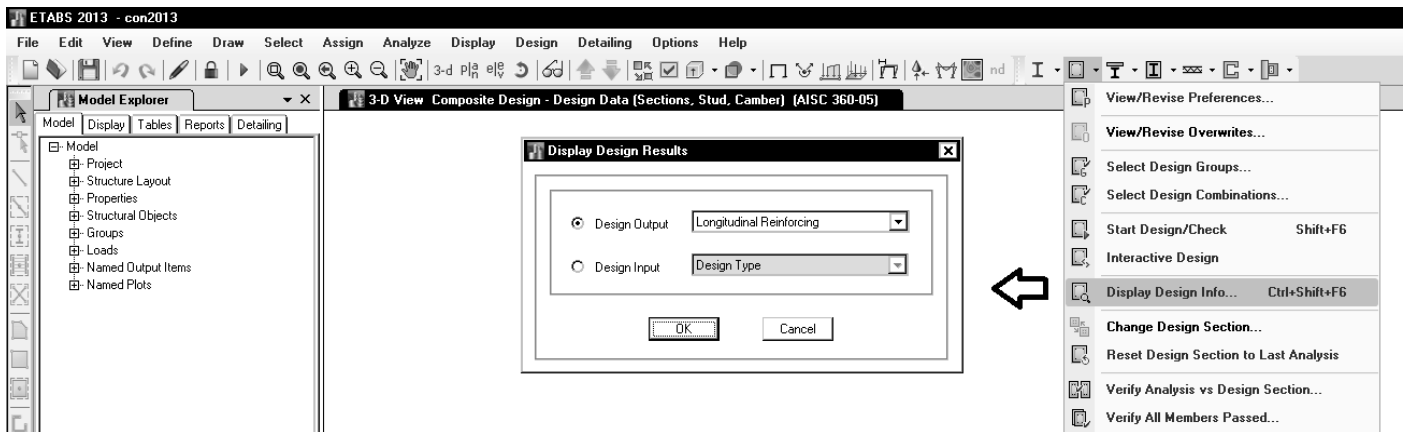 ETABS 2013 - con2013
File Edit View Define Draw Select Assign Analyze Display Design Detailing Options Help
3-d nd
Model Explorer
Model Display Tables Reports Detailing
Model
Project
Structure Layout
Properties
Structural Objects
Groups
Loads
Named Output Items
Named Plots
3-D View Composite Design - Design Data (Sections, Stud, Camber) (AISC 360-05)
Display Design Results
Design Output Longitudinal Reinforcing
Design Input Design Type
OK Cancel
View/Revise Preferences...
View/Revise Overwrites...
Select Design Groups...
Select Design Combinations...
Start Design/Check Shift+F6
Interactive Design
Display Design Info... Ctrl+Shift+F6
Change Design Section...
Reset Design Section to Last Analysis
Verify Analysis vs Design Section...
Verify All Members Passed...